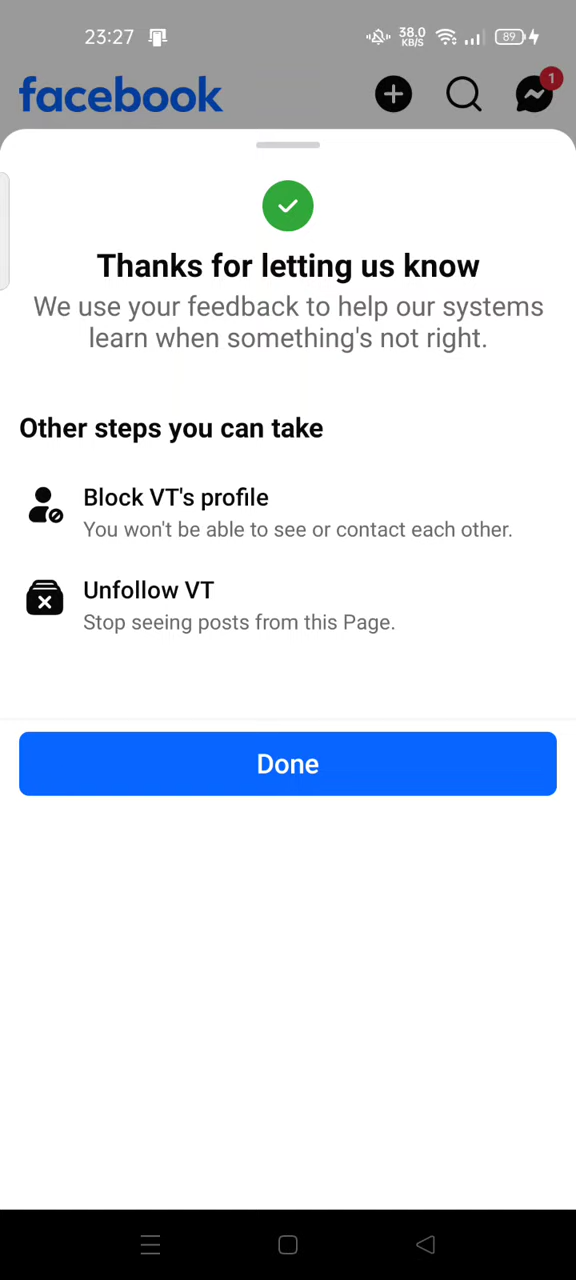 23:27
38.0
KB/S
89
facebook
1
Thanks for letting us know
We use your feedback to help our systems
learn when something's not right.
Other steps you can take
Block VT's profile
You won't be able to see or contact each other.
Unfollow VT
Stop seeing posts from this Page.
Done